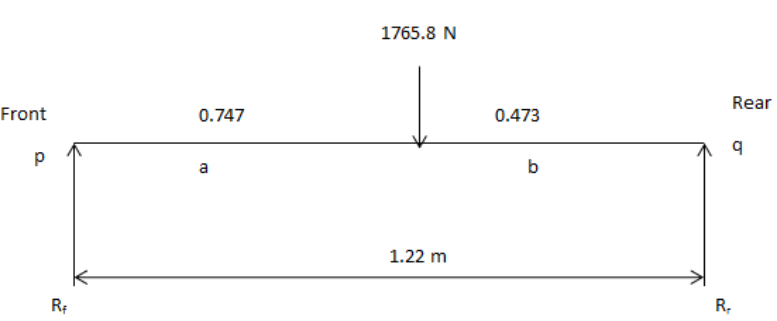 1765.8 N
Front
0.747
0.473
Rear
p
a
b
q
1.22 m
Rf
Rr